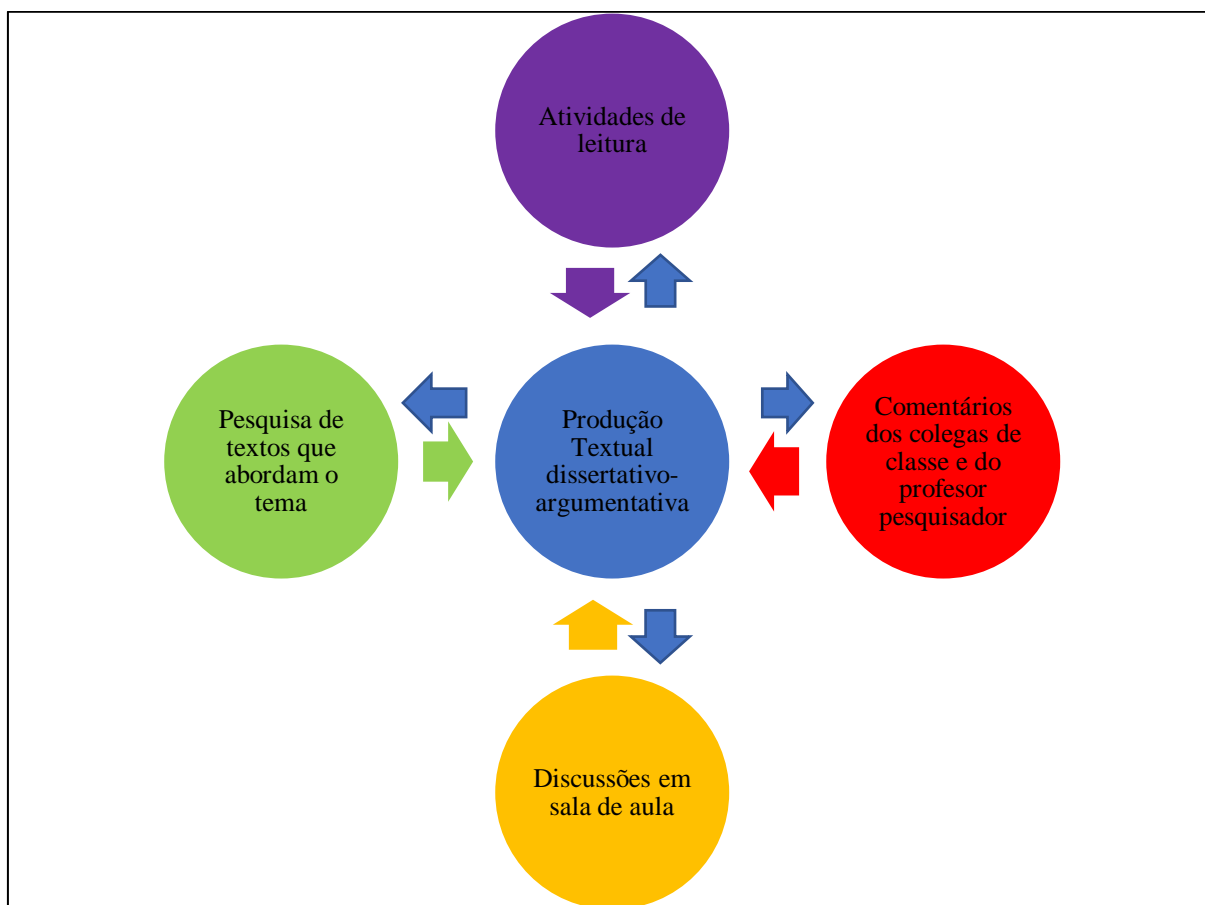 Atividades de
leitura
Pesquisa de
textos que
abordam o
tema
Produção
Textual
dissertativo-
argumentativa
Comentários
dos colegas de
classe e do
profesor
pesquisador
Discussões em
sala de aula